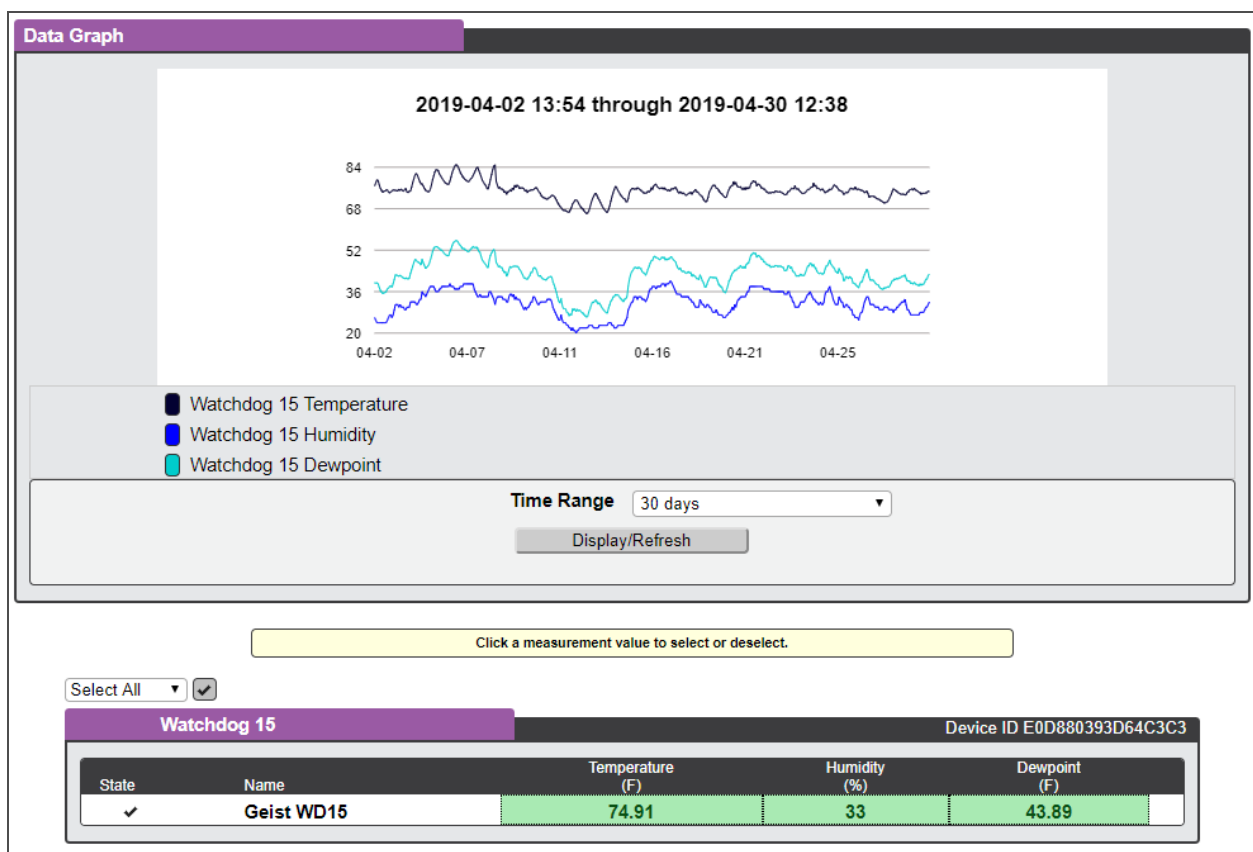 Data Graph
2019-04-02 13:54 through 2019-04-30 12:38
84
68
52
36
20
04-02 04-07 04-11 04-16 04-21 04-25
Watchdog 15 Temperature
Watchdog 15 Humidity
Watchdog 15 Dewpoint
Time Range 30 days
Display/Refresh
Click a measurement value to select or deselect.
Select All
Watchdog 15 Device ID E0D880393D64C3C3
State Name Temperature (F) Humidity (%) Dewpoint (F)
Geist WD15 74.91 33 43.89